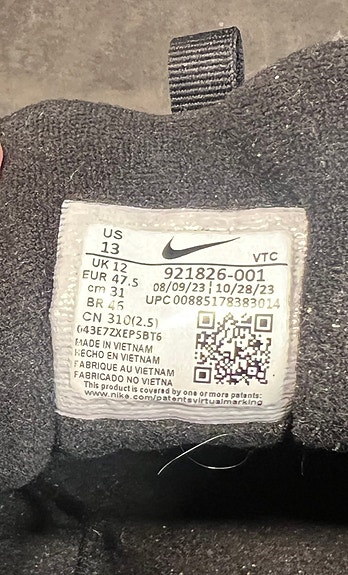 US
13
VTC
UK 12
921826-001
EUR 47.5
08/09/23 | 10/28/23
cm 31
UPC 00885178383014
BR 45
CN 310(2.5)
G43E7ZXEPSBT6
MADE IN VIETNAM
HECHO EN VIETNAM
FABRIQUE AU VIETNAM
FABRICADO NO VIETNA
This product is covered by one or more patents:
www.nike.com/patentsvirtualmarking